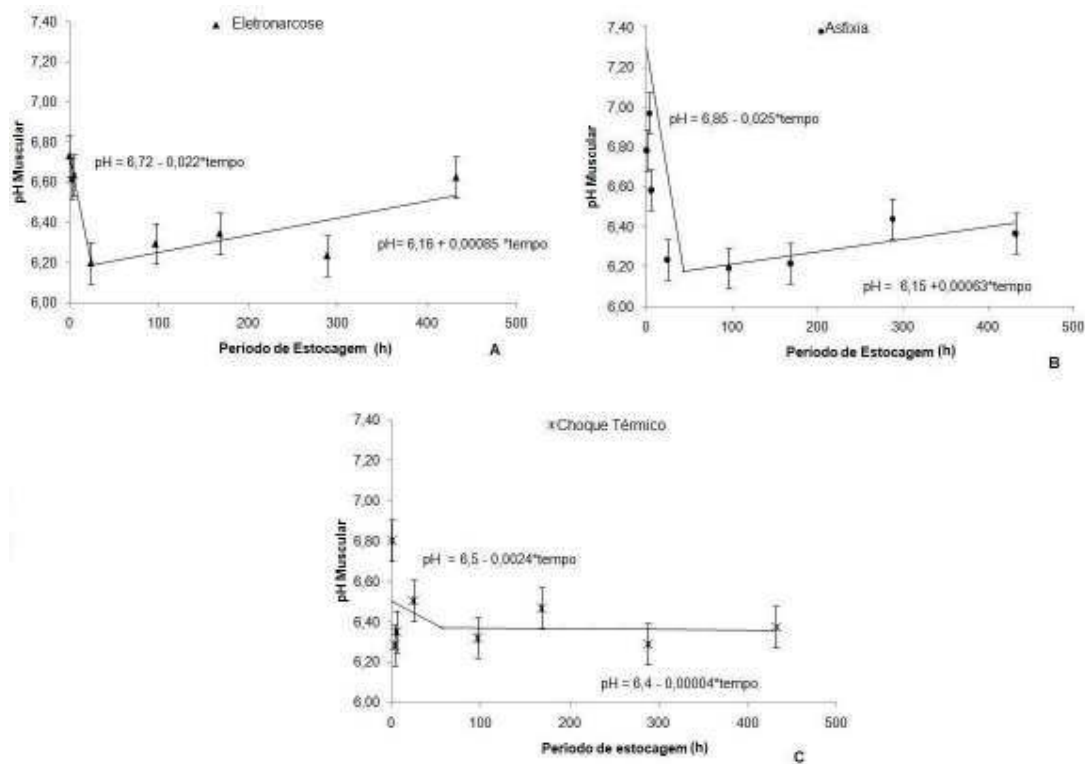 7,40
7,20
7,00
6,80
6,60
6,40
6,20
6,00
pH Muscular
Eletronarcose
pH = 6,72 - 0,022*tempo
pH= 6,16 + 0,00085 *tempo
0 100 200 300 400 500
Período de Estocagem (h)
A
7,40
7,20
7,00
6,80
6,60
6,40
6,20
6,00
pH Muscular
Asfixia
pH = 6,85 - 0,025*tempo
pH = 6,15 +0,00063*tempo
0 100 200 300 400 500
Período de Estocagem (h)
B
7,40
7,20
7,00
6,80
6,60
6,40
6,20
6,00
pH Muscular
Choque Térmico
pH = 6,5 - 0,0024*tempo
pH = 6,4 - 0,00004*tempo
0 100 200 300 400 500
Período de estocagem (h)
C